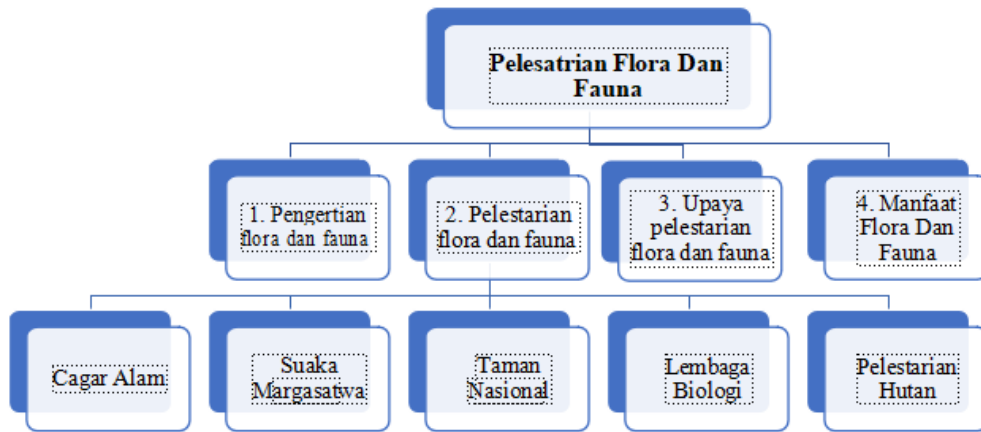 Pelesatrian Flora Dan
Fauna
1. Pengertian
flora dan fauna
2. Pelestarian
flora dan fauna
3. Upaya
pelestarian
flora dan fauna
4. Manfaat
Flora Dan
Fauna
Cagar Alam
Suaka
Margasatwa
Taman
Nasional
Lembaga
Biologi
Pelestarian
Hutan